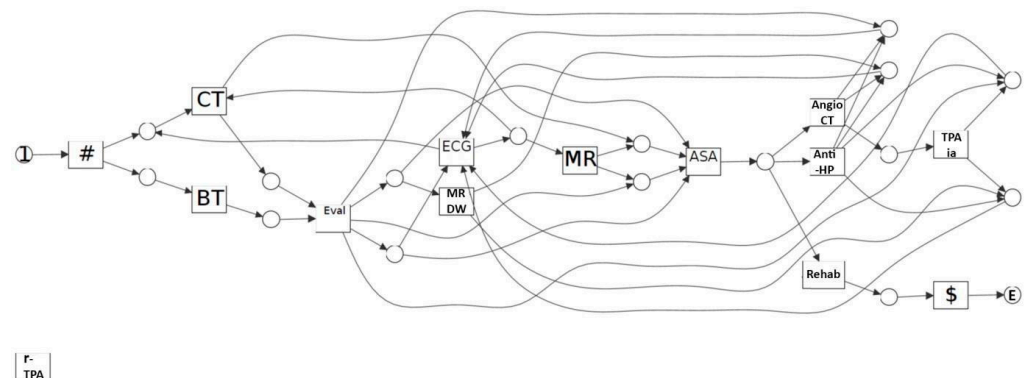 1
#
CT
BT
Eval
ECG
MR
DW
MR
ASA
Angio
CT
Anti
-HP
TPA
ia
Rehab
$
E
r-
TPA